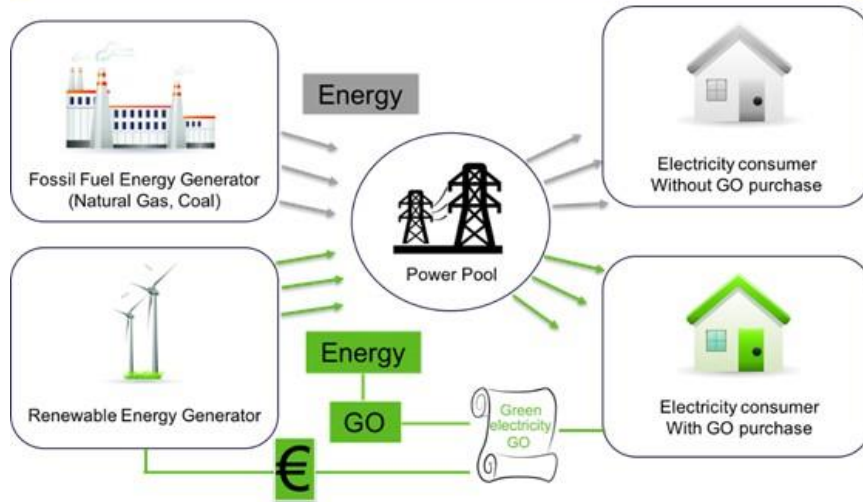 Energy
Fossil Fuel Energy Generator
(Natural Gas, Coal)
Electricity consumer
Without GO purchase
Power Pool
Energy
GO
Green
electricity
GO
Renewable Energy Generator
Electricity consumer
With GO purchase
€